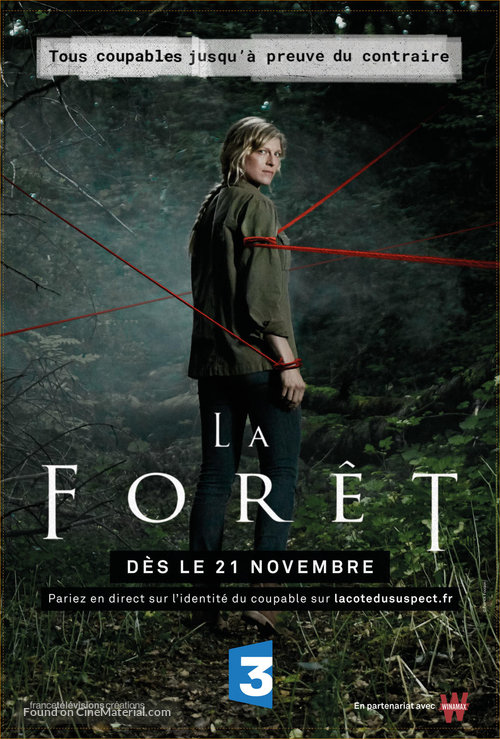 Tous coupables jusqu'à preuve du contraire
LA
FORÊT
DÈS LE 21 NOVEMBRE
Pariez en direct sur l'identité du coupable sur lacotedususpect.fr
3
francetélévisions créations
En partenariat avec WINAMAX
W
Found on CineMaterial.com